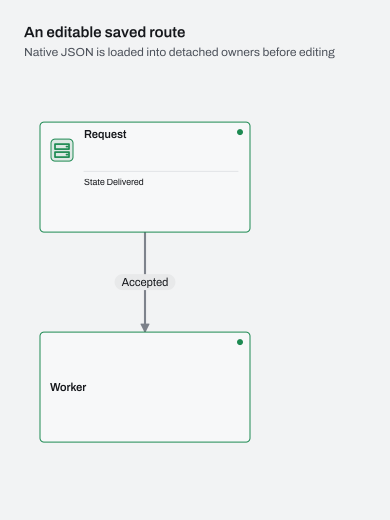 An editable saved route
Native JSON is loaded into detached owners before editing
Request
State Delivered
Accepted
Worker